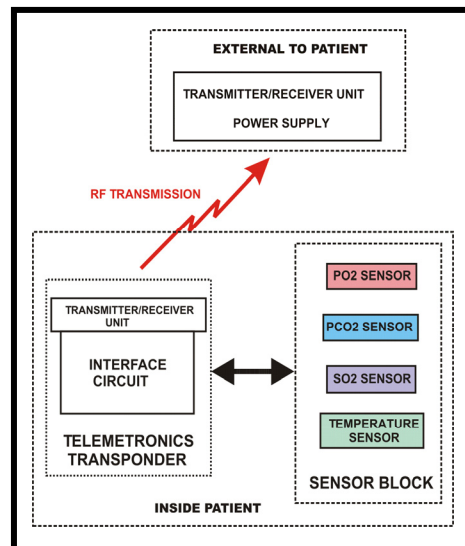 EXTERNAL TO PATIENT
TRANSMITTER/RECEIVER UNIT
POWER SUPPLY
RF TRANSMISSION
TRANSMITTER/RECEIVER
UNIT
INTERFACE
CIRCUIT
TELEMETRONICS
TRANSPONDER
PO2 SENSOR
PCO2 SENSOR
SO2 SENSOR
TEMPERATURE
SENSOR
SENSOR BLOCK
INSIDE PATIENT